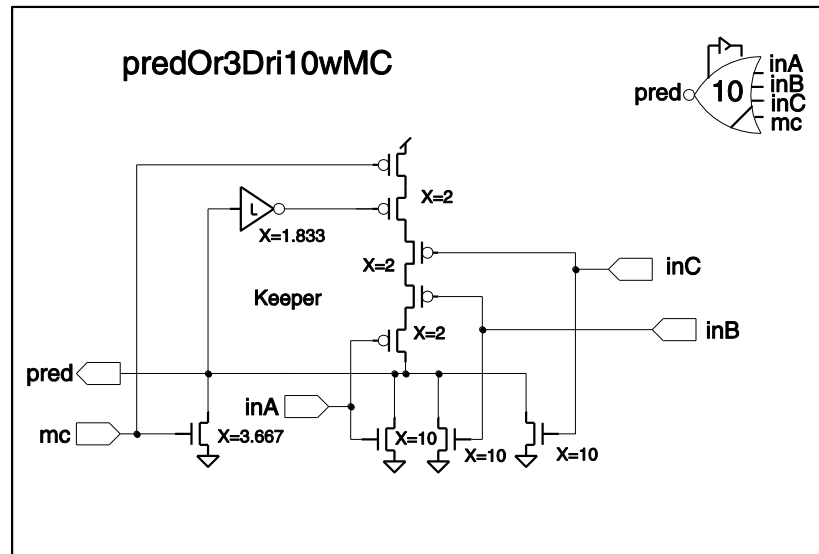 predOr3Dri10wMC
inA
inB
pred 10 inC
mc
X=2
L
X=1.833
X=2
inC
Keeper
X=2
inB
pred
inA
mc
X=3.667
X=10
X=10
X=10